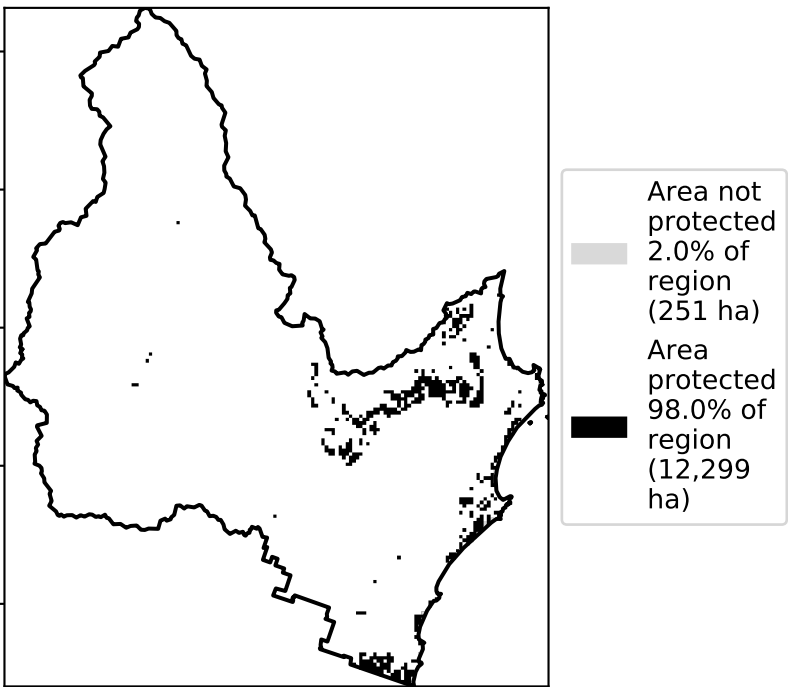 Area not
protected
2.0% of
region
(251 ha)
Area
protected
98.0% of
region
(12,299
ha)